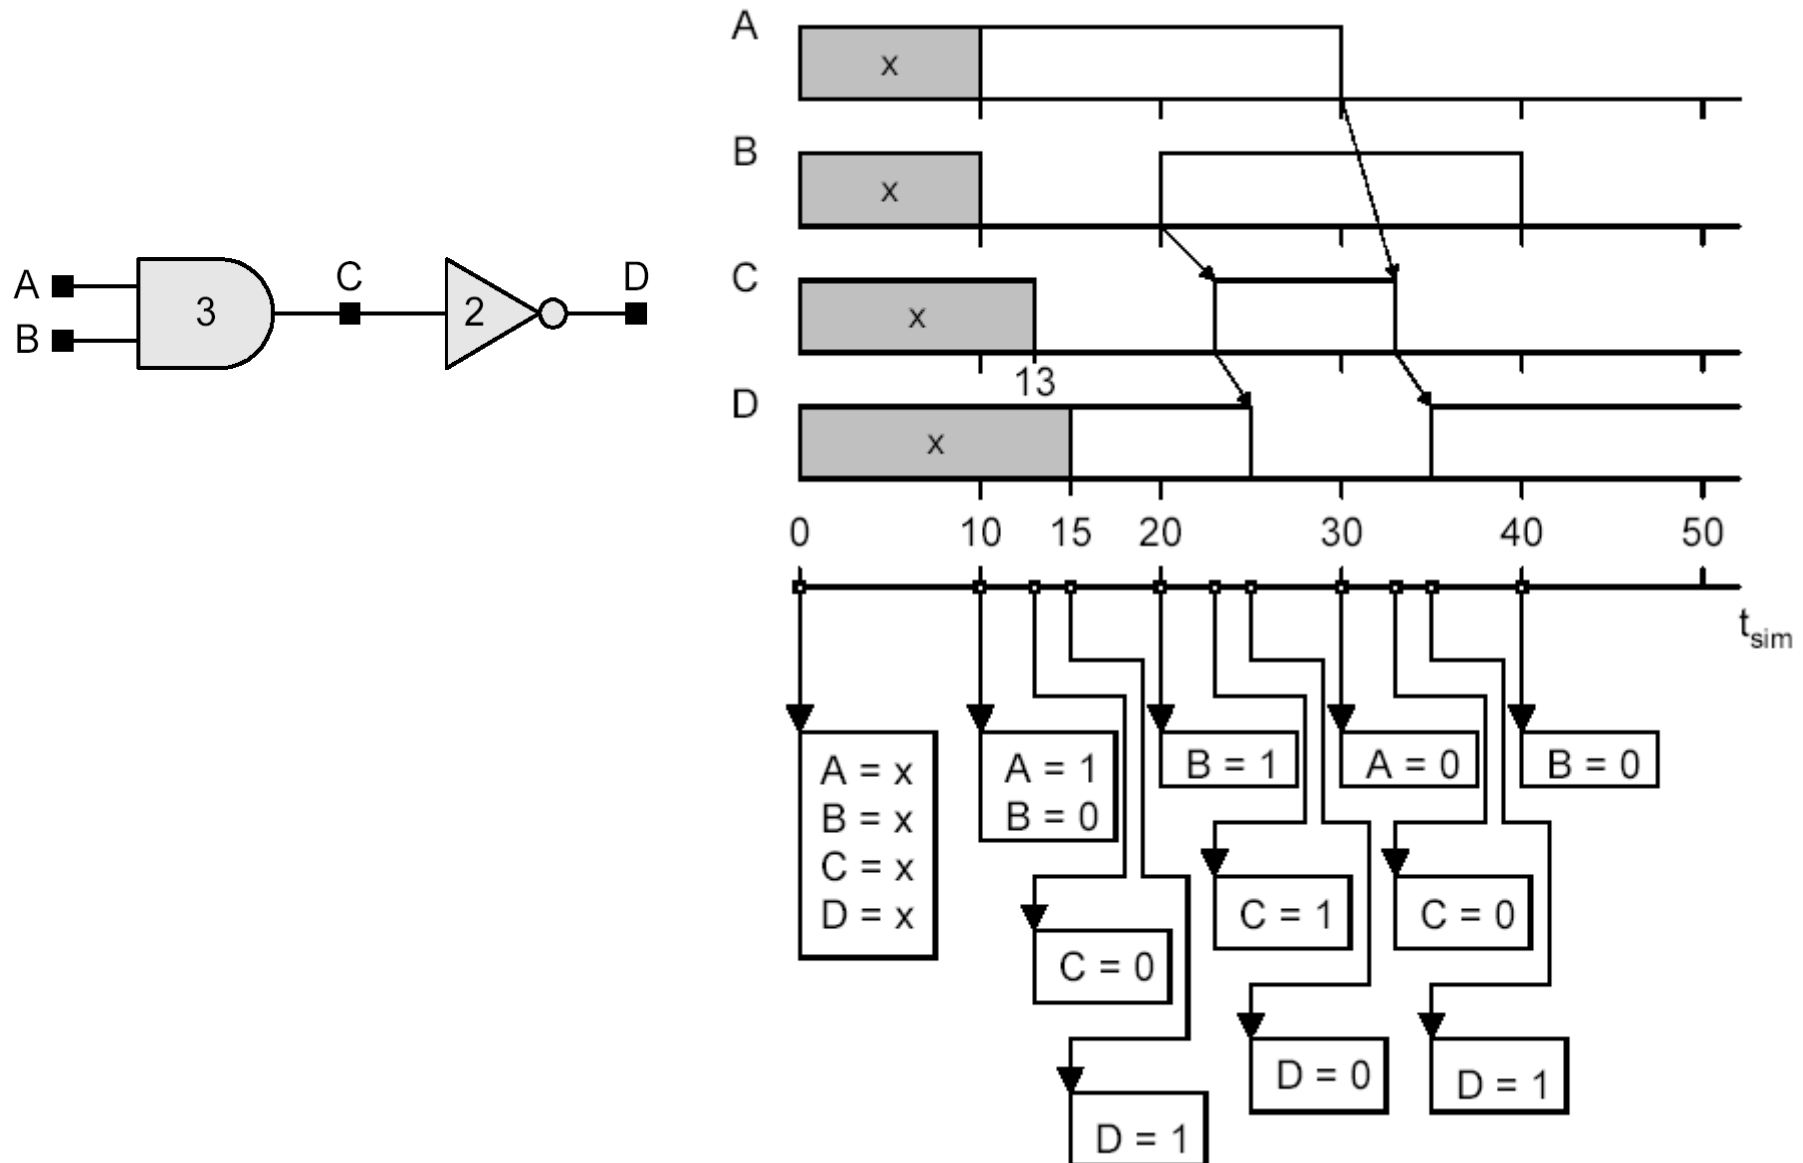 A
B
3
C
2
D
A
x
B
x
C
x
13
D
x
0 10 15 20 30 40 50
tsim
A = x
B = x
C = x
D = x
A = 1
B = 0
B = 1
A = 0
B = 0
C = 0
C = 1
C = 0
D = 1
D = 0
D = 1